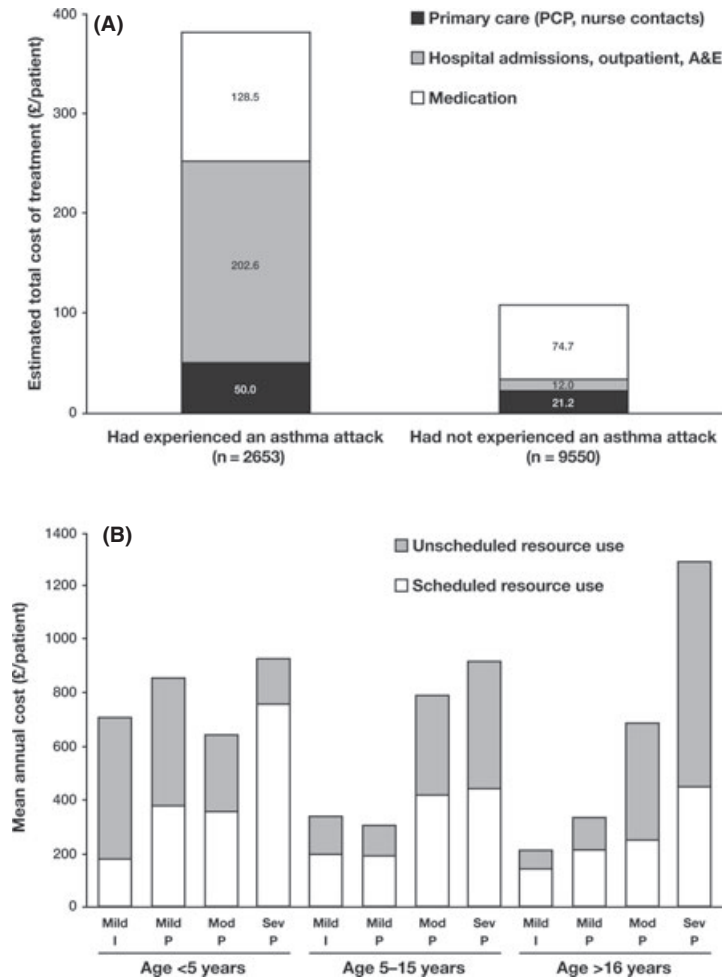 (A)
Primary care (PCP, nurse contacts)
Hospital admissions, outpatient, A&E
Medication
Estimated total cost of treatment (£/patient)
400
300
200
100
0
128.5
202.6
50.0
74.7
12.0
21.2
Had experienced an asthma attack
(n = 2653)
Had not experienced an asthma attack
(n = 9550)
(B)
Unscheduled resource use
Scheduled resource use
Mean annual cost (£/patient)
1400
1200
1000
800
600
400
200
0
Mild Mild Mod Sev Mild Mild Mod Sev Mild Mild Mod Sev
I P P P I P P P I P P P
Age <5 years Age 5–15 years Age >16 years